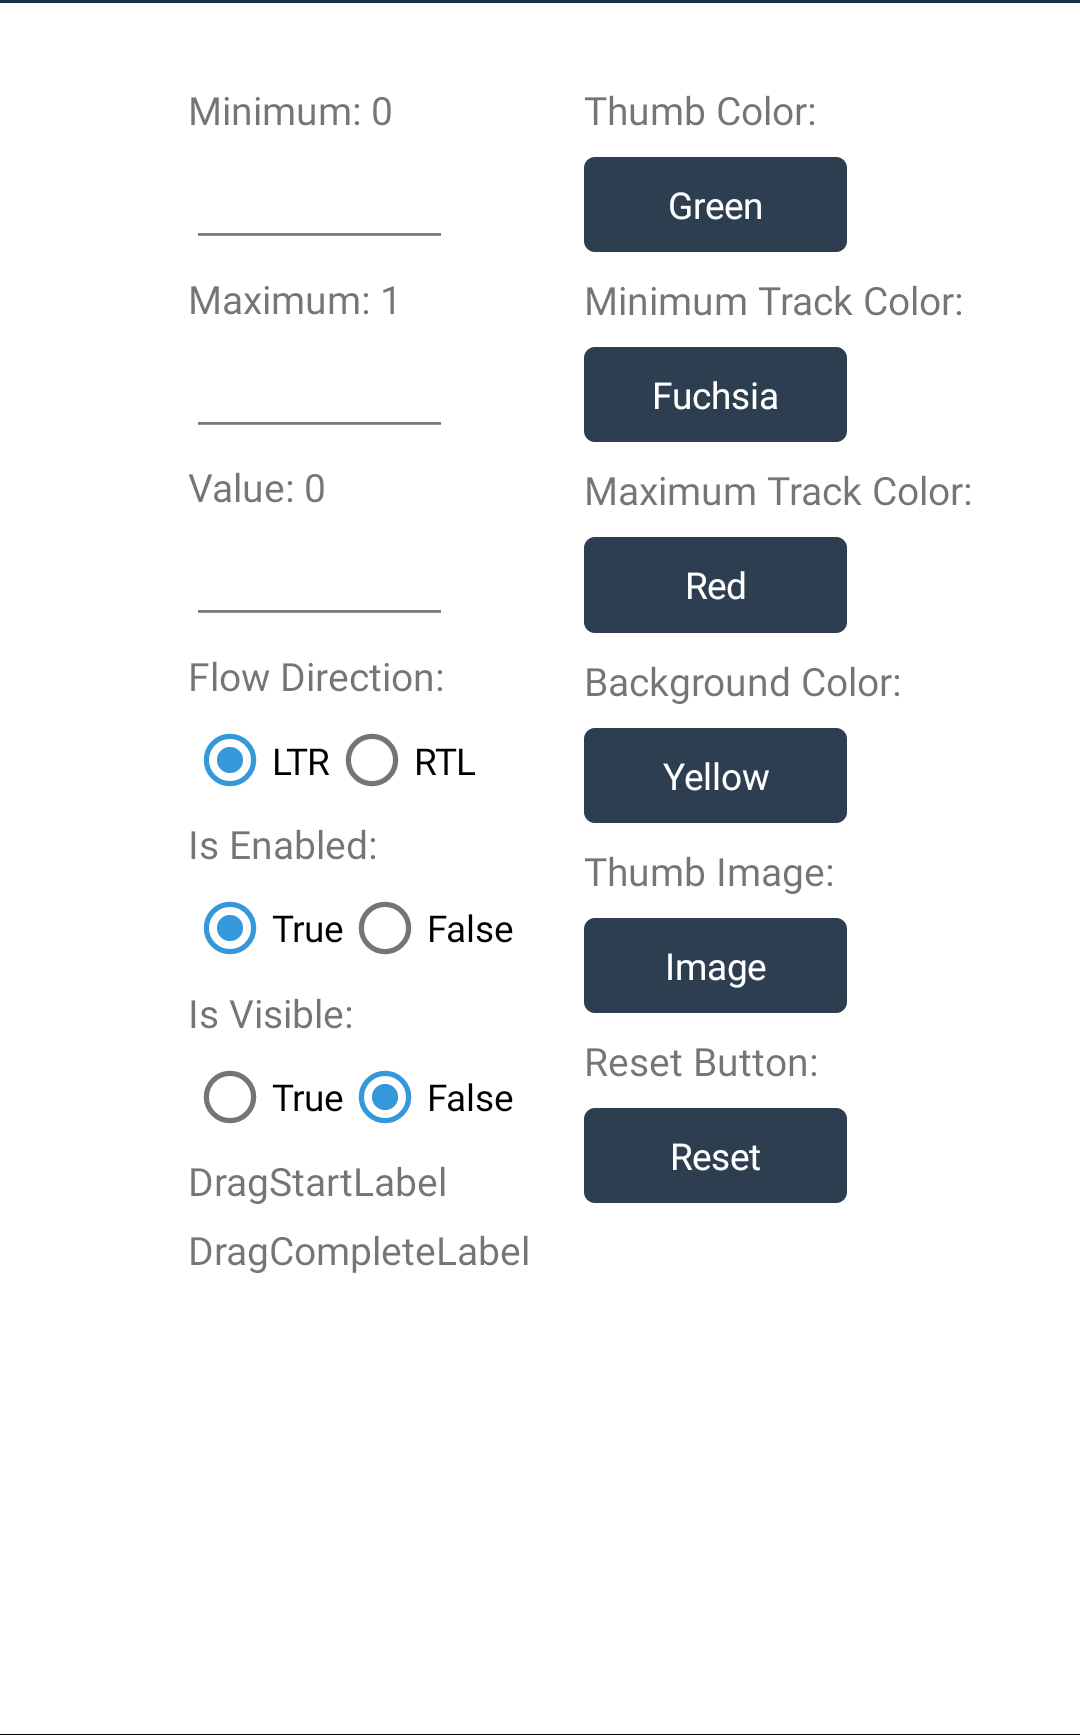 Minimum: 0
Maximum: 1
Value: 0
Flow Direction:
LTR RTL
Is Enabled:
True False
Is Visible:
True False
DragStartLabel
DragCompleteLabel
Thumb Color:
Green
Minimum Track Color:
Fuchsia
Maximum Track Color:
Red
Background Color:
Yellow
Thumb Image:
Image
Reset Button:
Reset